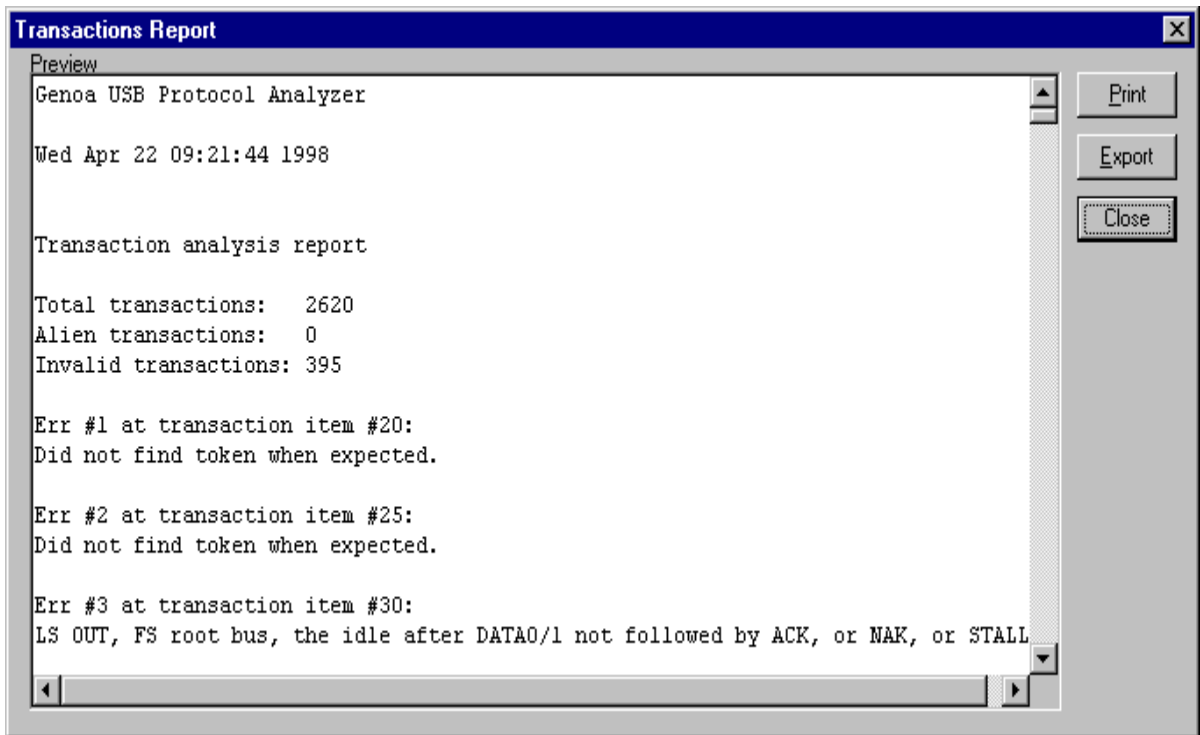 Transactions Report
Preview
Genoa USB Protocol Analyzer
Wed Apr 22 09:21:44 1998
Transaction analysis report
Total transactions: 2620
Alien transactions: 0
Invalid transactions: 395
Err #1 at transaction item #20:
Did not find token when expected.
Err #2 at transaction item #25:
Did not find token when expected.
Err #3 at transaction item #30:
LS OUT, FS root bus, the idle after DATA0/1 not followed by ACK, or NAK, or STALL
Print
Export
Close